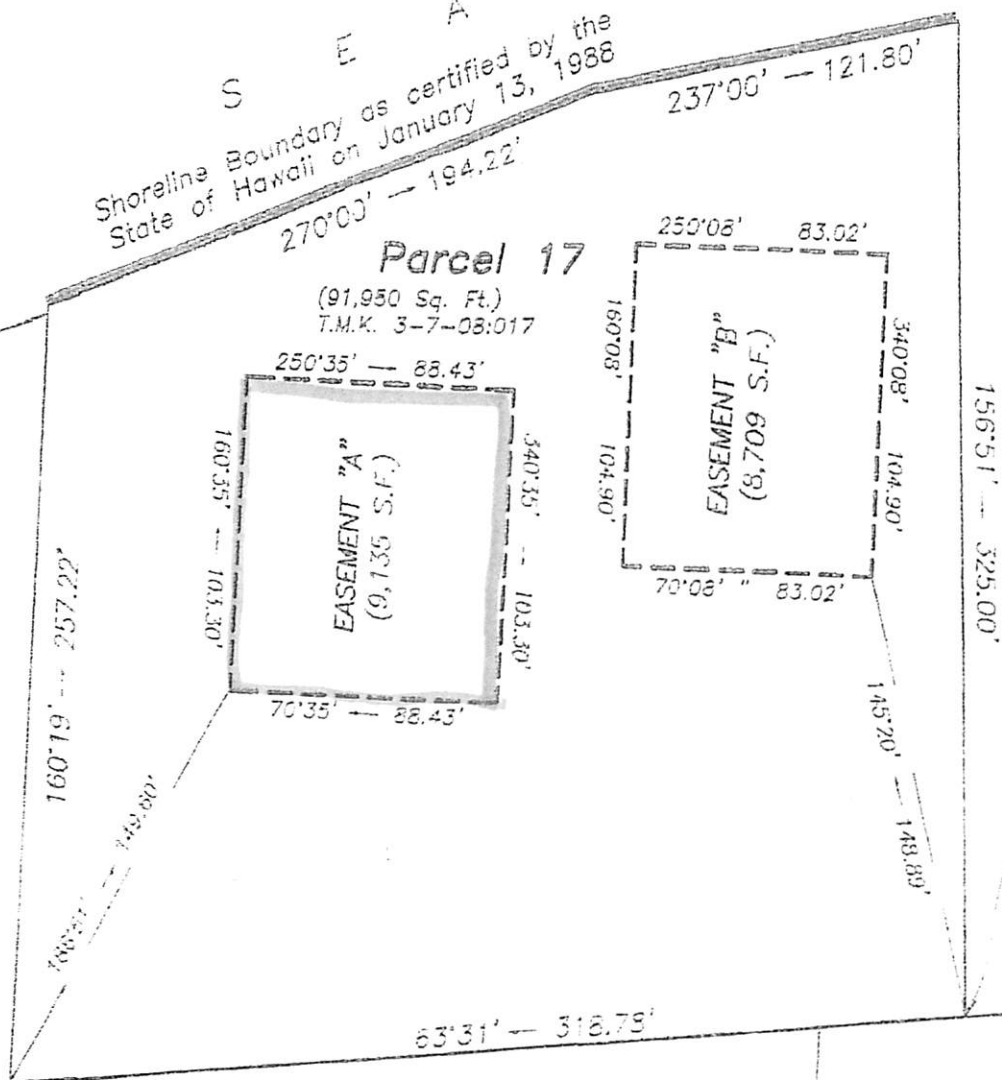 S E A
Shoreline Boundary as certified by the
State of Hawaii on January 13, 1988
237°00' — 121.80'
270°00' — 194.22'
Parcel 17
(91,950 Sq. Ft.)
T.M.K. 3-7-08:017
250°08' 83.02'
160°08' 104.90'
EASEMENT "B"
(8,709 S.F.)
340°08' 104.90'
70°08' " 83.02'
250°35' — 88.43'
160°35' — 103.30'
EASEMENT "A"
(9,135 S.F.)
340°35' -- 103.30'
70°35' — 88.43'
156°51' — 325.00'
160°19' -- 257.22'
149.60'
145°20' — 148.89'
63°31' — 318.73'